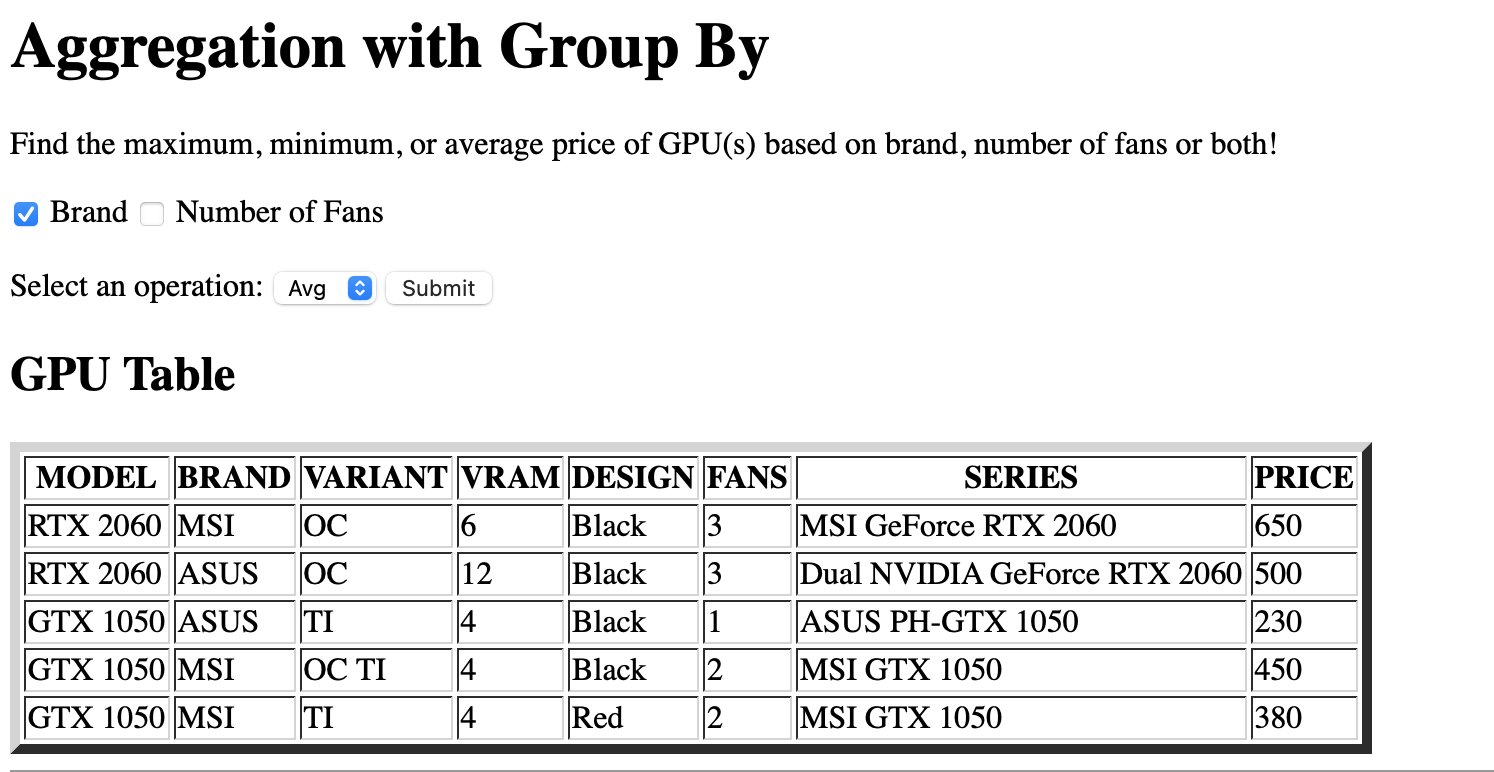 Aggregation with Group By
Find the maximum, minimum, or average price of GPU(s) based on brand, number of fans or both!
Brand Number of Fans
Select an operation: Avg Submit
GPU Table
MODEL BRAND VARIANT VRAM DESIGN FANS SERIES PRICE
RTX 2060 MSI OC 6 Black 3 MSI GeForce RTX 2060 650
RTX 2060 ASUS OC 12 Black 3 Dual NVIDIA GeForce RTX 2060 500
GTX 1050 ASUS TI 4 Black 1 ASUS PH-GTX 1050 230
GTX 1050 MSI OC TI 4 Black 2 MSI GTX 1050 450
GTX 1050 MSI TI 4 Red 2 MSI GTX 1050 380